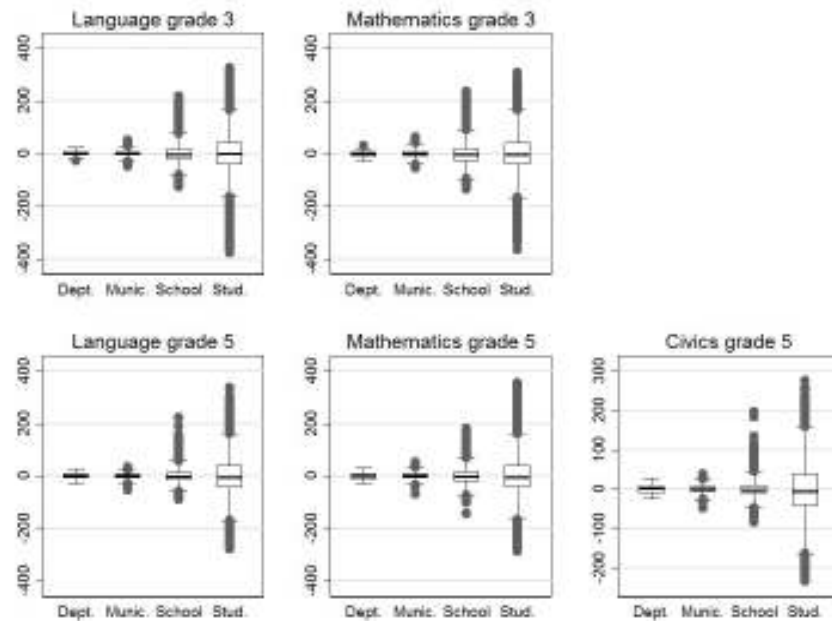 Language grade 3
400
200
0
-200
-400
Dept. Munic. School Stud.
Mathematics grade 3
400
200
0
-200
-400
Dept. Munic. School Stud.
Language grade 5
400
200
0
-200
-400
Dept. Munic. School Stud.
Mathematics grade 5
400
200
0
-200
-400
Dept. Munic. School Stud.
Civics grade 5
300
200
100
0
-100
-200
Dept. Munic. School Stud.